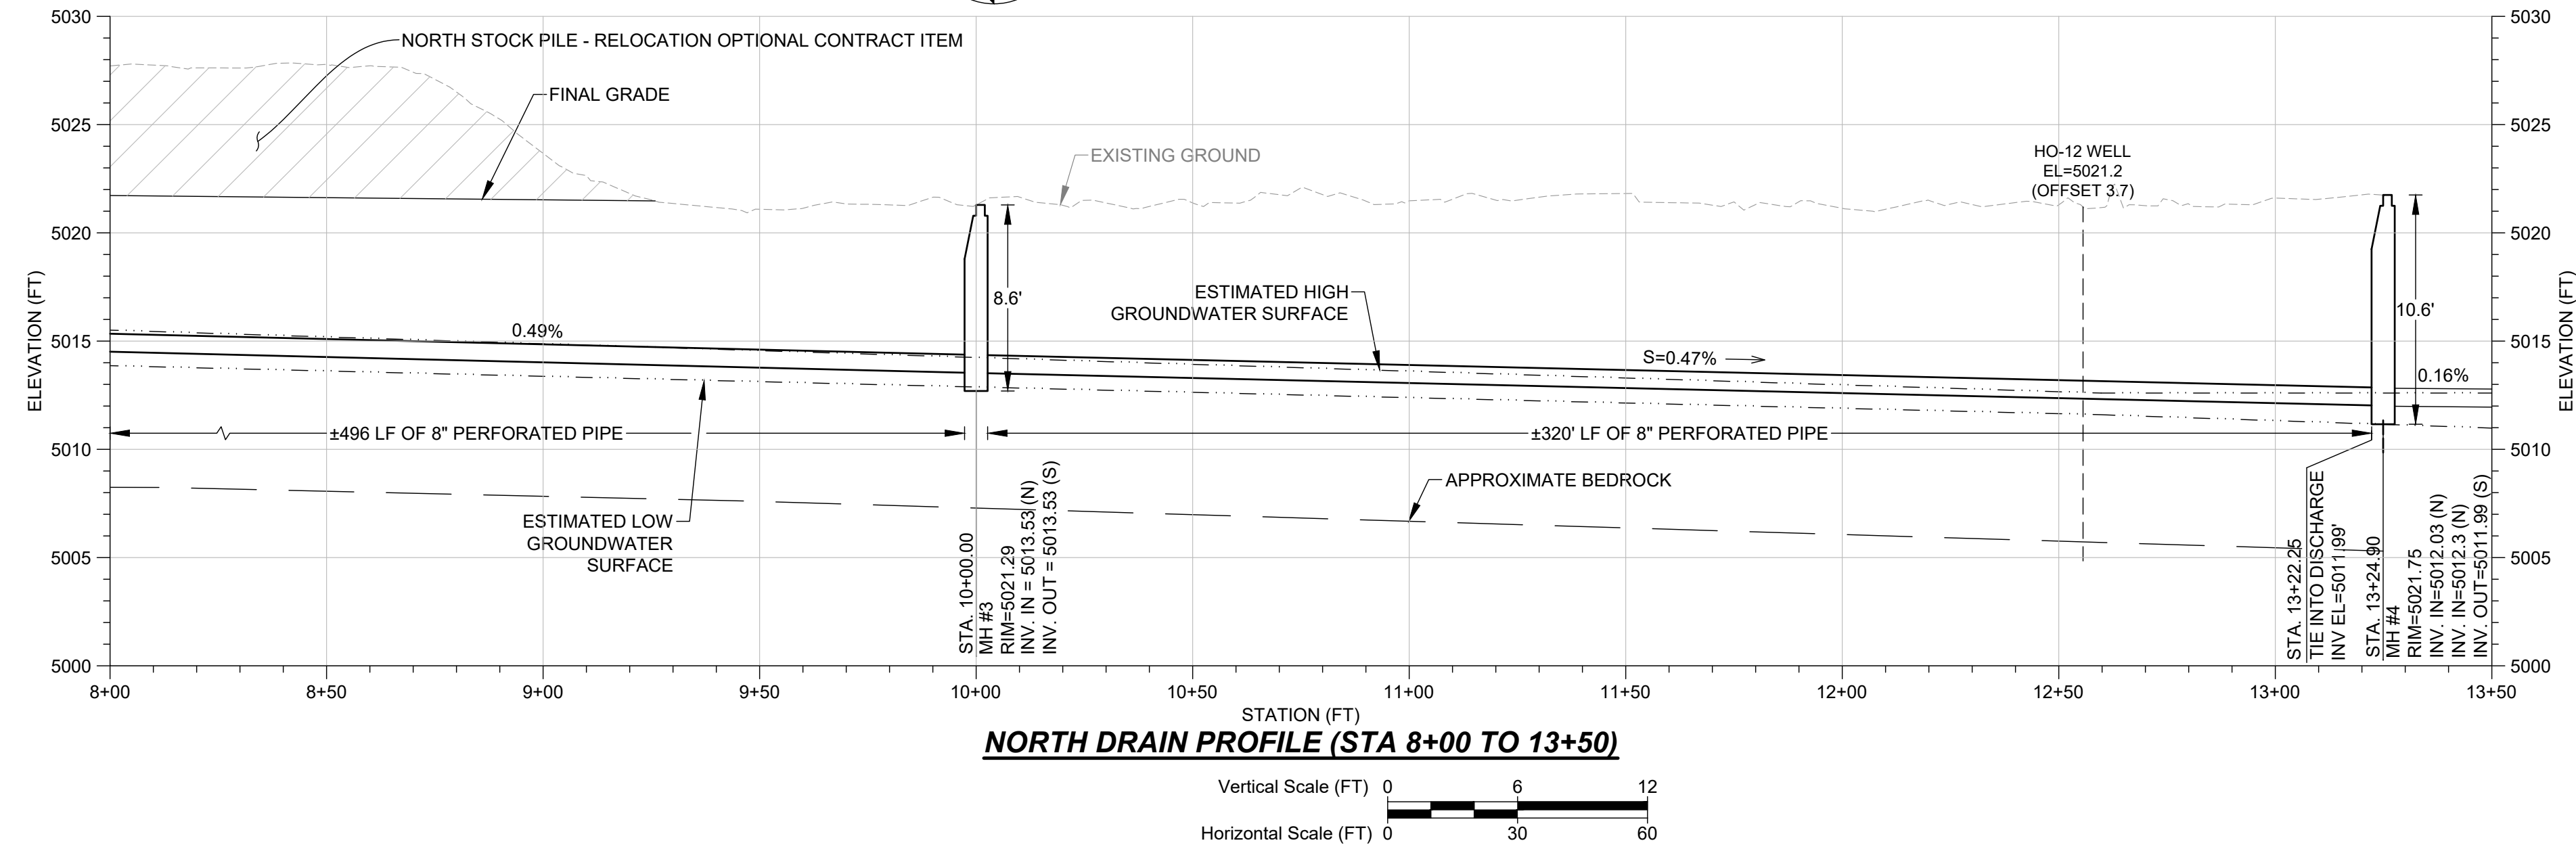 5030
5025
5020
5015
5010
5005
5000
ELEVATION (FT)
NORTH STOCK PILE - RELOCATION OPTIONAL CONTRACT ITEM
FINAL GRADE
EXISTING GROUND
HO-12 WELL
EL=5021.2
(OFFSET 3.7)
8.6'
ESTIMATED HIGH
GROUNDWATER SURFACE
10.6'
0.49%
S=0.47%
0.16%
±496 LF OF 8" PERFORATED PIPE
±320' LF OF 8" PERFORATED PIPE
APPROXIMATE BEDROCK
ESTIMATED LOW
GROUNDWATER
SURFACE
STA. 10+00.00
MH #3
RIM=5021.29
INV. IN = 5013.53 (N)
INV. OUT = 5013.53 (S)
STA. 13+22.25
TIE INTO DISCHARGE
INV EL=5011.99'
STA. 13+24.90
MH #4
RIM=5021.75
INV. IN=5012.03 (N)
INV. IN=5012.3 (N)
INV. OUT=5011.99 (S)
5030
5025
5020
5015
5010
5005
5000
ELEVATION (FT)
8+00 8+50 9+00 9+50 10+00 10+50 11+00 11+50 12+00 12+50 13+00 13+50
STATION (FT)
NORTH DRAIN PROFILE (STA 8+00 TO 13+50)
Vertical Scale (FT) 0 6 12
Horizontal Scale (FT) 0 30 60